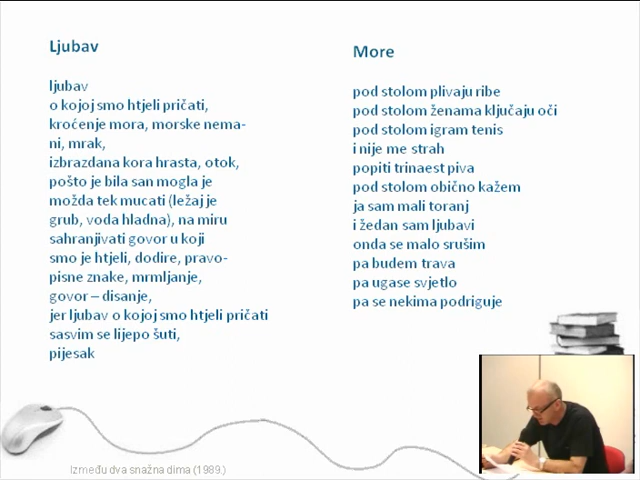 Ljubav
ljubav
o kojoj smo htjeli pričati,
kroćenje mora, morske nema-
ni, mrak,
izbrazdana kora hrasta, otok,
pošto je bila san mogla je
možda tek mucati (ležaj je
grub, voda hladna), na miru
sahranjivati govor u koji
smo je htjeli, dodire, pravo-
pisne znake, mrmljanje,
govor – disanje,
jer ljubav o kojoj smo htjeli pričati
sasvim se lijepo šuti,
pijesak
More
pod stolom plivaju ribe
pod stolom ženama ključaju oči
pod stolom igram tenis
i nije me strah
popiti trinaest piva
pod stolom obično kažem
ja sam mali toranj
i žedan sam ljubavi
onda se malo srušim
pa budem trava
pa ugase svjetlo
pa se nekima podriguje
Između dva snažna dima (1989.)